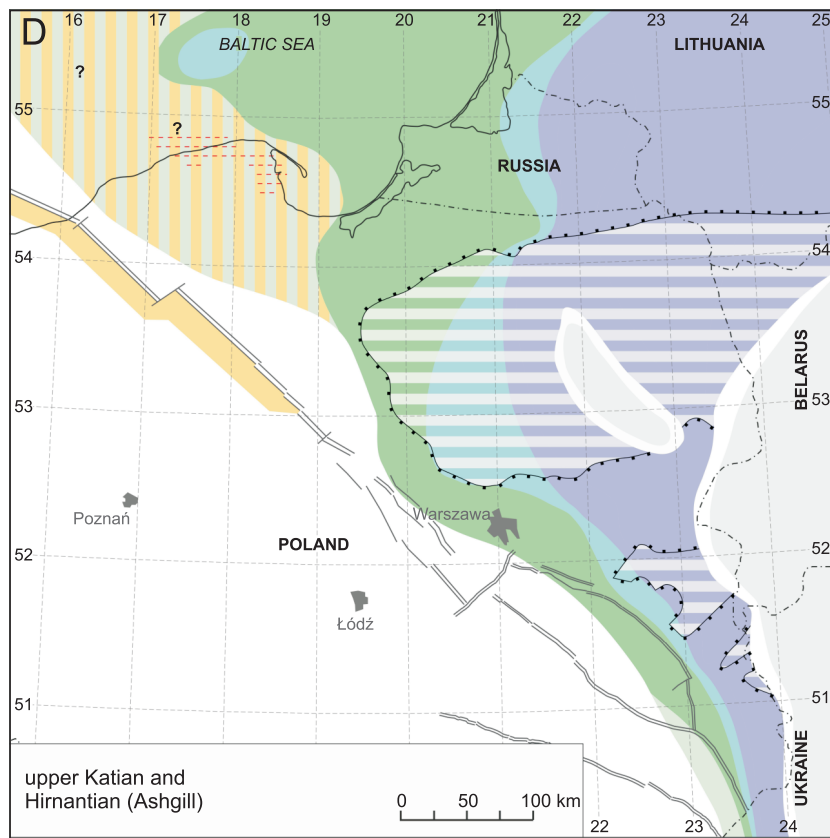 D
16 17 18 19 20 21 22 23 24 25
BALTIC SEA
LITHUANIA
?
55 55
?
RUSSIA
54 54
BELARUS
53 53
Poznań
Warszawa
52 52
POLAND
Łódź
51 51
UKRAINE
upper Katian and
Hirnantian (Ashgill)
0 50 100 km
22 23 24